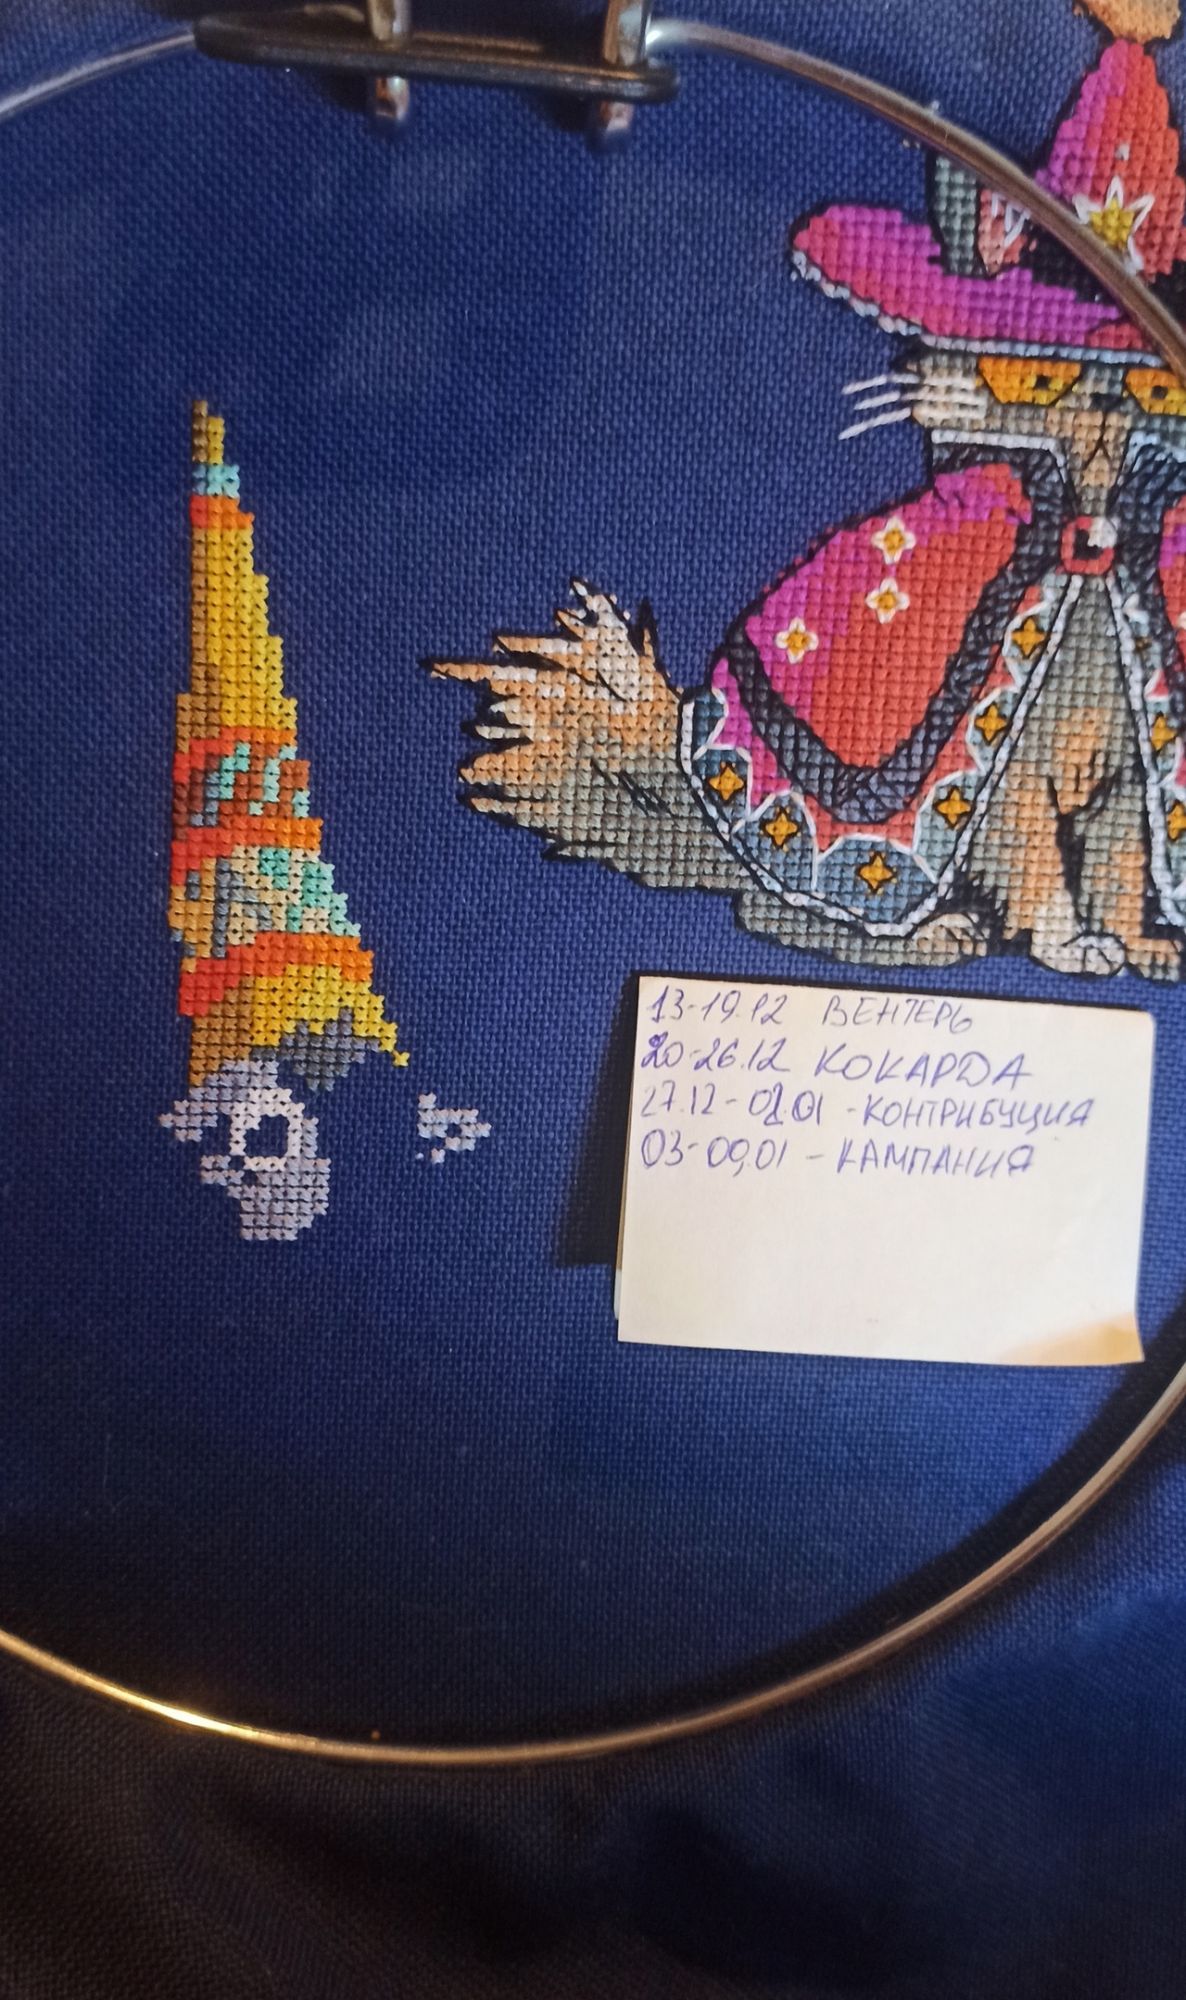 13-19.12 ВЕНТЕРЬ
20-26.12 КОКАРДА
27.12-02.01 - КОНТРИБУЦИЯ
03-09.01 - КАМПАНИЯ